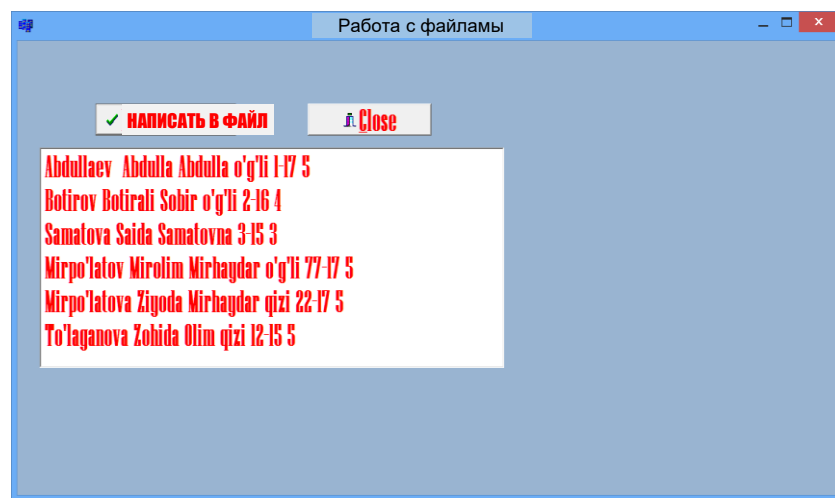 Работа с файламы
НАПИСАТЬ В ФАЙЛ
Close
Abdullaev Abdulla Abdulla o'g'li 1-17 5
Botirov Botirali Sobir o'g'li 2-16 4
Samatova Saida Samatovna 3-15 3
Mirpo'latov Mirolim Mirhaydar o'g'li 77-17 5
Mirpo'latova Ziyoda Mirhaydar qizi 22-17 5
To'laganova Zohida Olim qizi 12-15 5